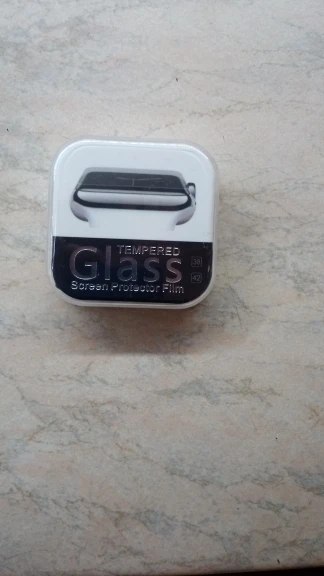 TEMPERED
Glass
38
42
Screen Protector Film